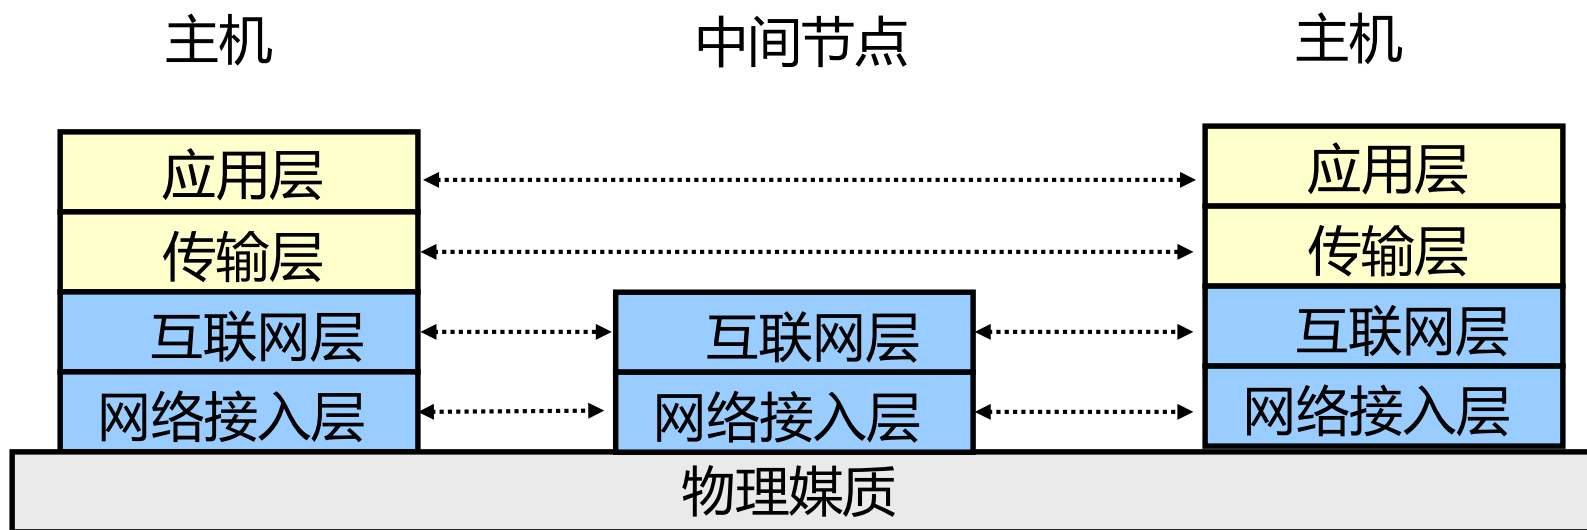 主机
中间节点
主机
应用层
应用层
传输层
传输层
互联网层
互联网层
互联网层
网络接入层
网络接入层
网络接入层
物理媒质